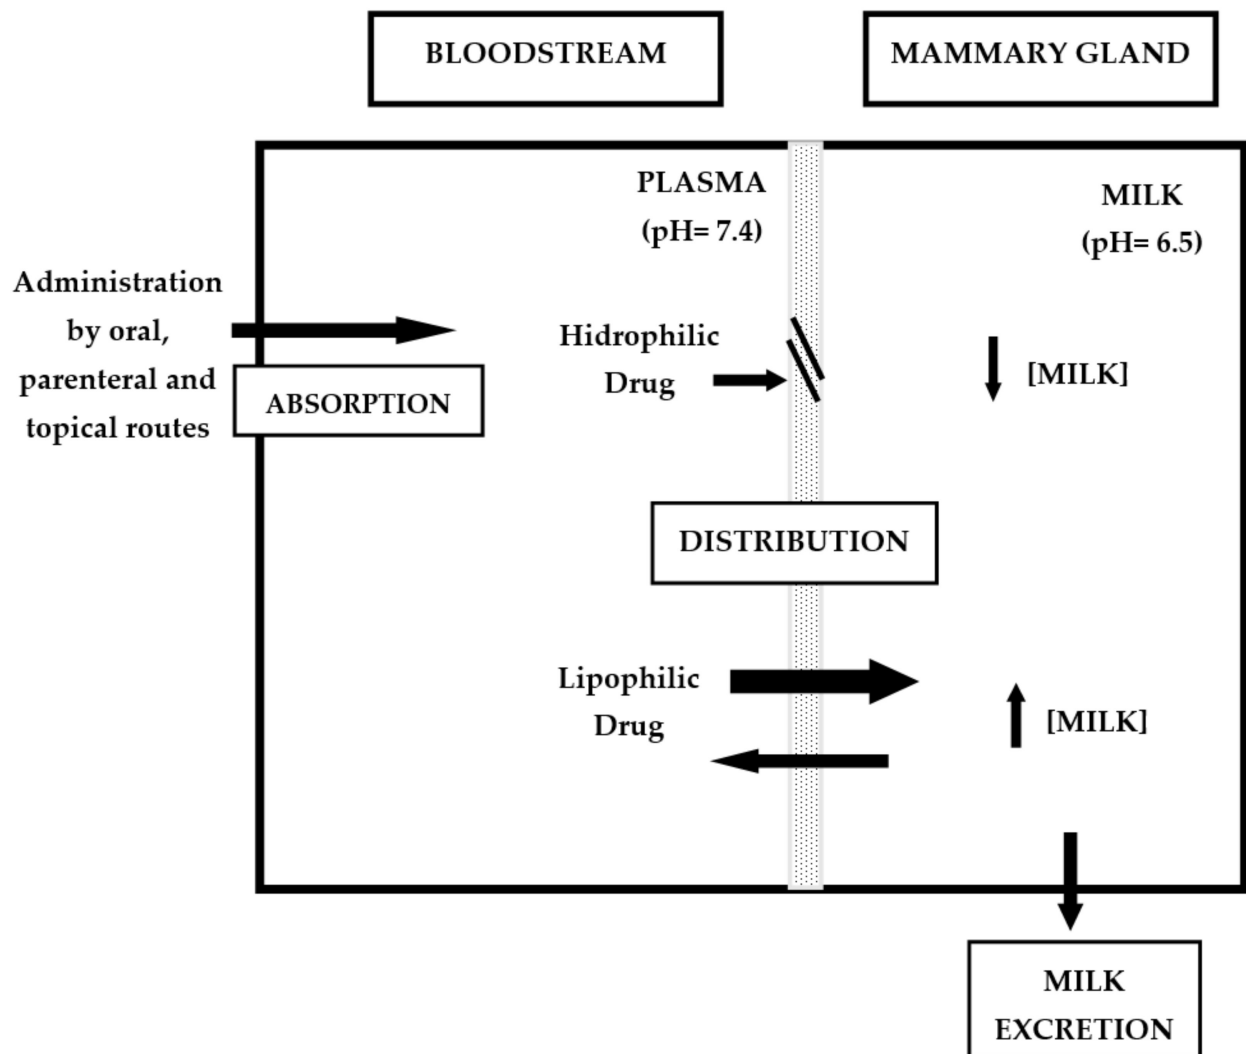 BLOODSTREAM
MAMMARY GLAND
PLASMA
(pH= 7.4)
MILK
(pH= 6.5)
Administration
by oral,
parenteral and
topical routes
ABSORPTION
Hidrophilic
Drug
[MILK]
DISTRIBUTION
Lipophilic
Drug
[MILK]
MILK
EXCRETION